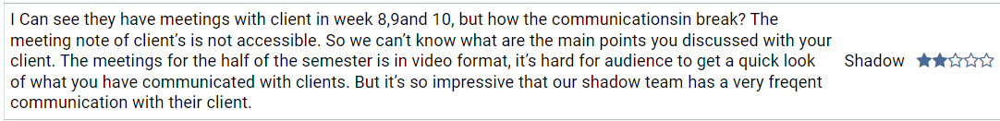 I Can see they have meetings with client in week 8,9and 10, but how the communicationsin break? The
meeting note of client's is not accessible. So we can't know what are the main points you discussed with your
client. The meetings for the half of the semester is in video format, it's hard for audience to get a quick look
of what you have communicated with clients. But it's so impressive that our shadow team has a very freqent
communication with their client.
Shadow